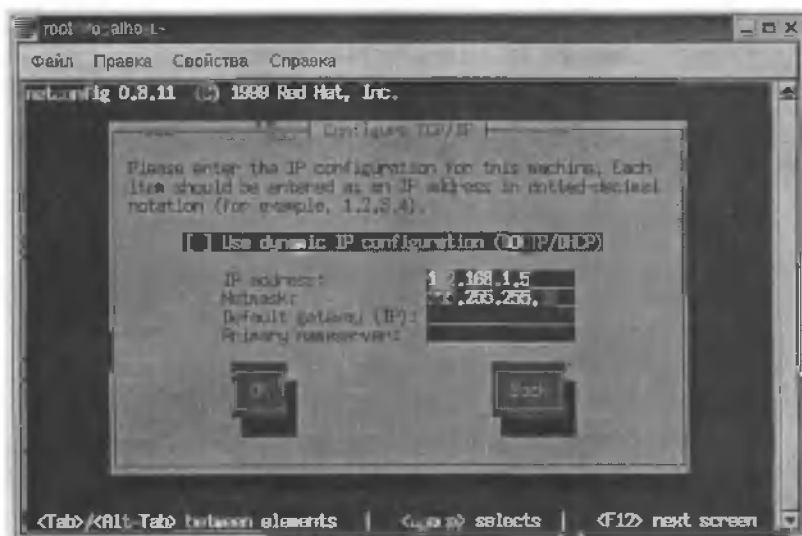 Файл Правка Свойства Справка
netconfig 0.8.11 (C) 1999 Red Hat, Inc.
Configure TCP/IP
Please enter the IP configuration for this machine. Each
item should be entered as an IP address in dotted-decimal
notation (for example, 1.2.3.4).
[ ] Use dynamic IP configuration (BOOTP/DHCP)
IP address: .168.1.5
Netmask: .255.255.
Default gateway (IP):
Primary nameserver:
Back
<Tab>/<Alt-Tab> between elements | selects | <F12> next screen